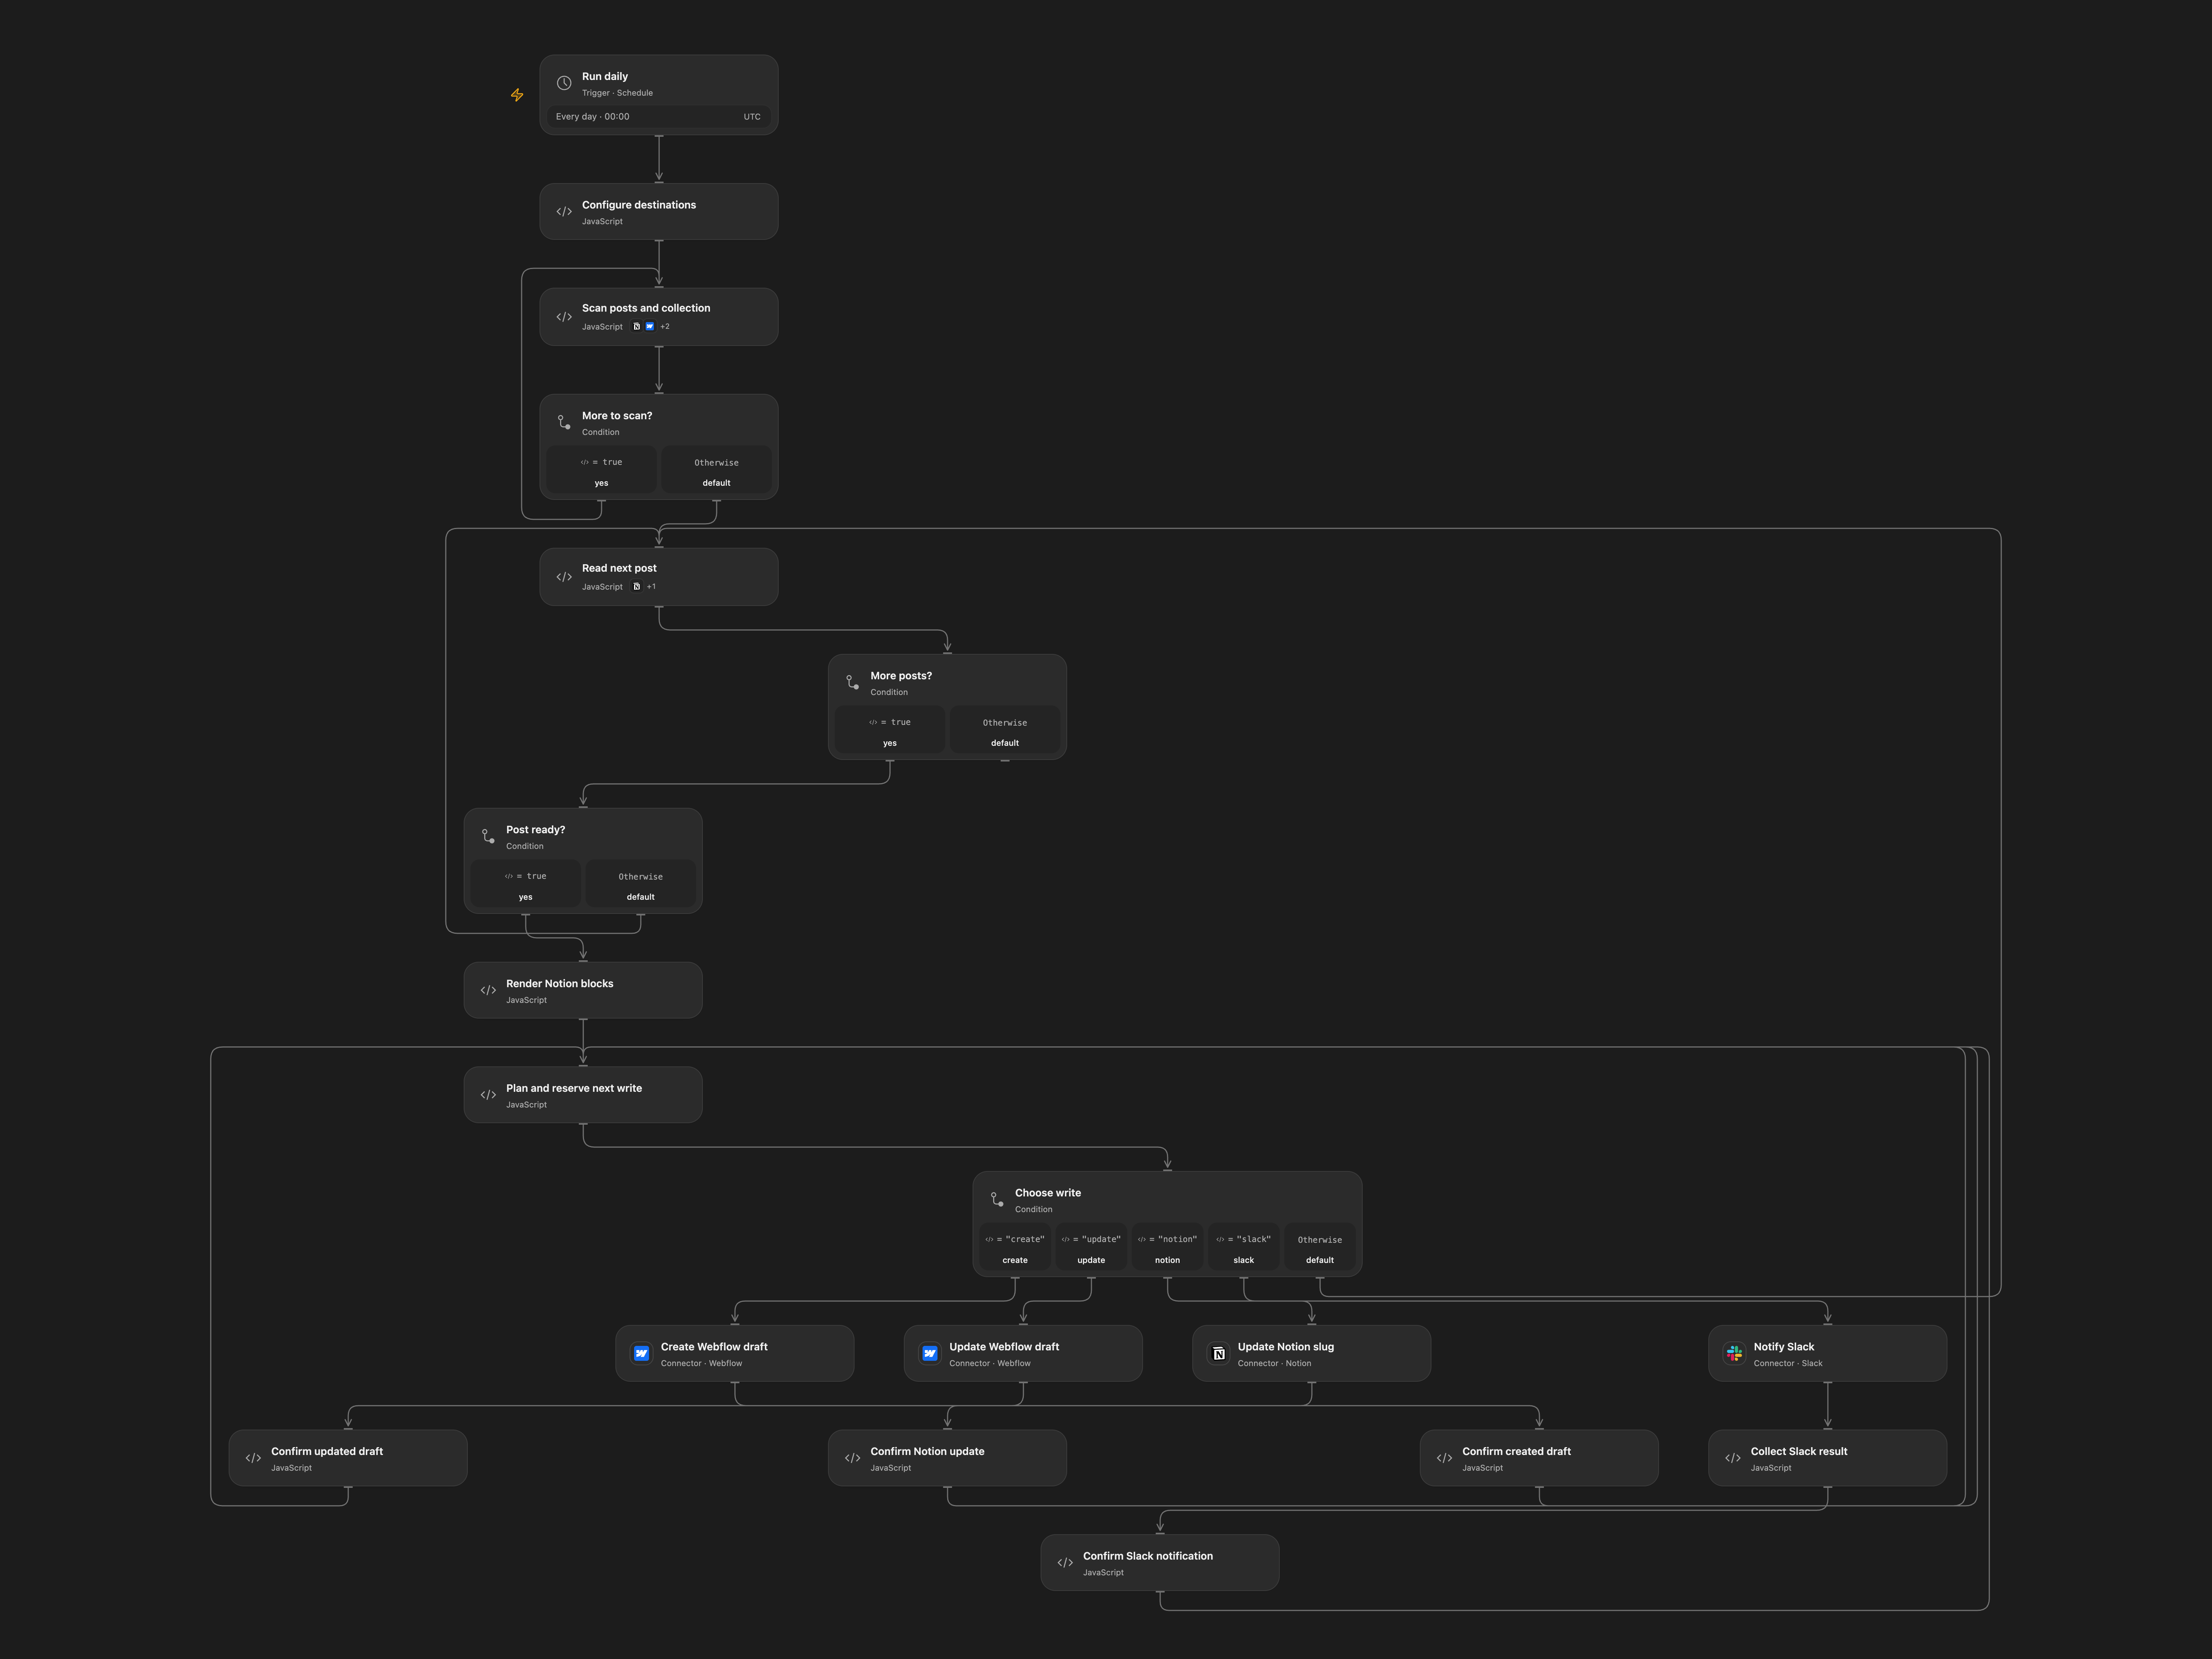 Run daily
Trigger · Schedule
Every day · 00:00 UTC
Configure destinations
JavaScript
Scan posts and collection
JavaScript +2
More to scan?
Condition
</> = true
Otherwise
yes
default
Read next post
JavaScript +1
More posts?
Condition
</> = true
Otherwise
yes
default
Post ready?
Condition
</> = true
Otherwise
yes
default
Render Notion blocks
JavaScript
Plan and reserve next write
JavaScript
Choose write
Condition
</> = "create"
</> = "update"
</> = "notion"
</> = "slack"
Otherwise
create
update
notion
slack
default
Create Webflow draft
Connector · Webflow
Update Webflow draft
Connector · Webflow
Update Notion slug
Connector · Notion
Notify Slack
Connector · Slack
Confirm updated draft
JavaScript
Confirm Notion update
JavaScript
Confirm created draft
JavaScript
Collect Slack result
JavaScript
Confirm Slack notification
JavaScript